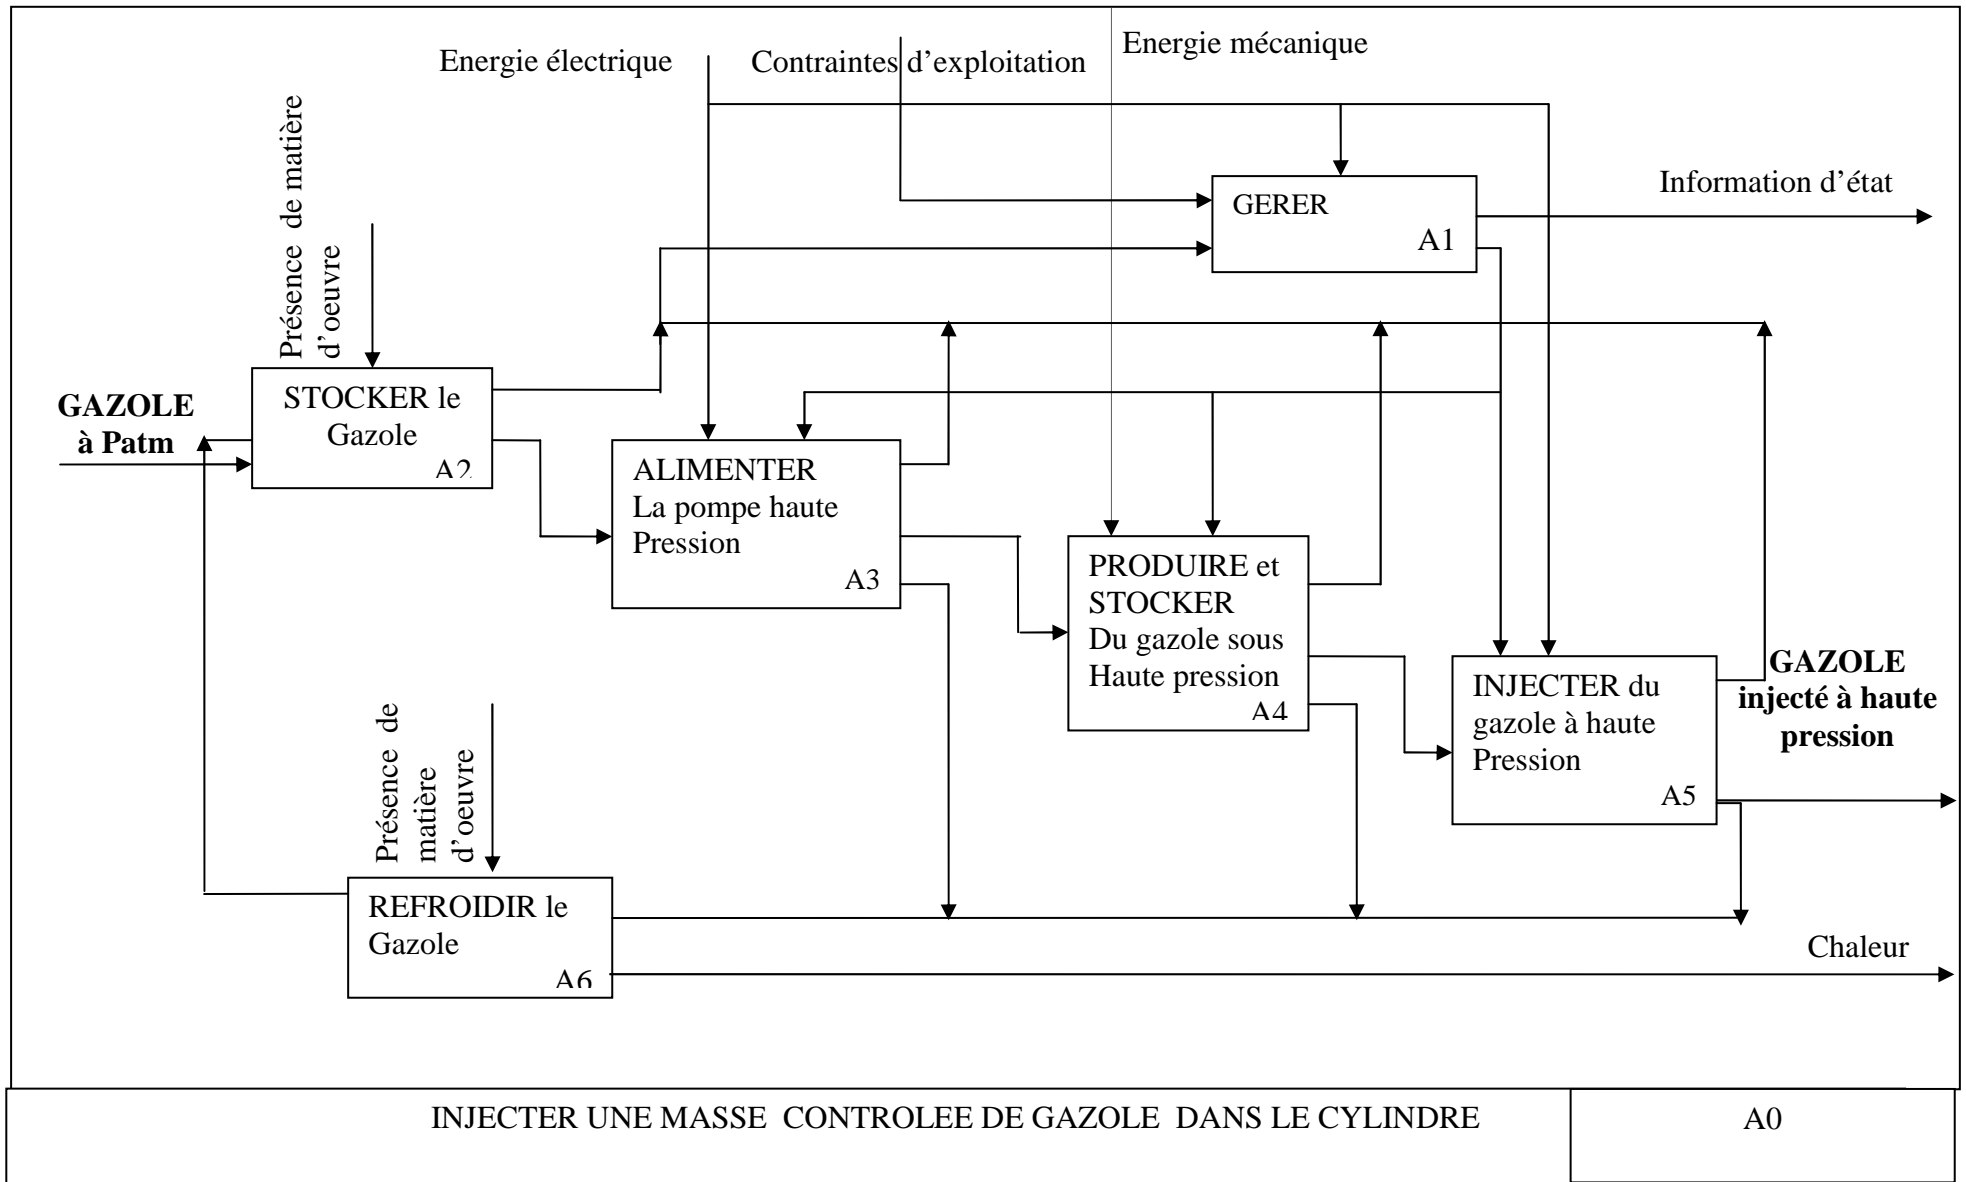 Energie électrique
Contraintes d’exploitation
Energie mécanique
Présence de matière
d’oeuvre
GERER
A1
Information d’état
GAZOLE
à Patm
STOCKER le
Gazole
A2
ALIMENTER
La pompe haute
Pression
A3
PRODUIRE et
STOCKER
Du gazole sous
Haute pression
A4
INJECTER du
gazole à haute
Pression
A5
GAZOLE
injecté à haute
pression
Présence de
matière
d’oeuvre
REFROIDIR le
Gazole
A6
Chaleur
INJECTER UNE MASSE CONTROLEE DE GAZOLE DANS LE CYLINDRE
A0